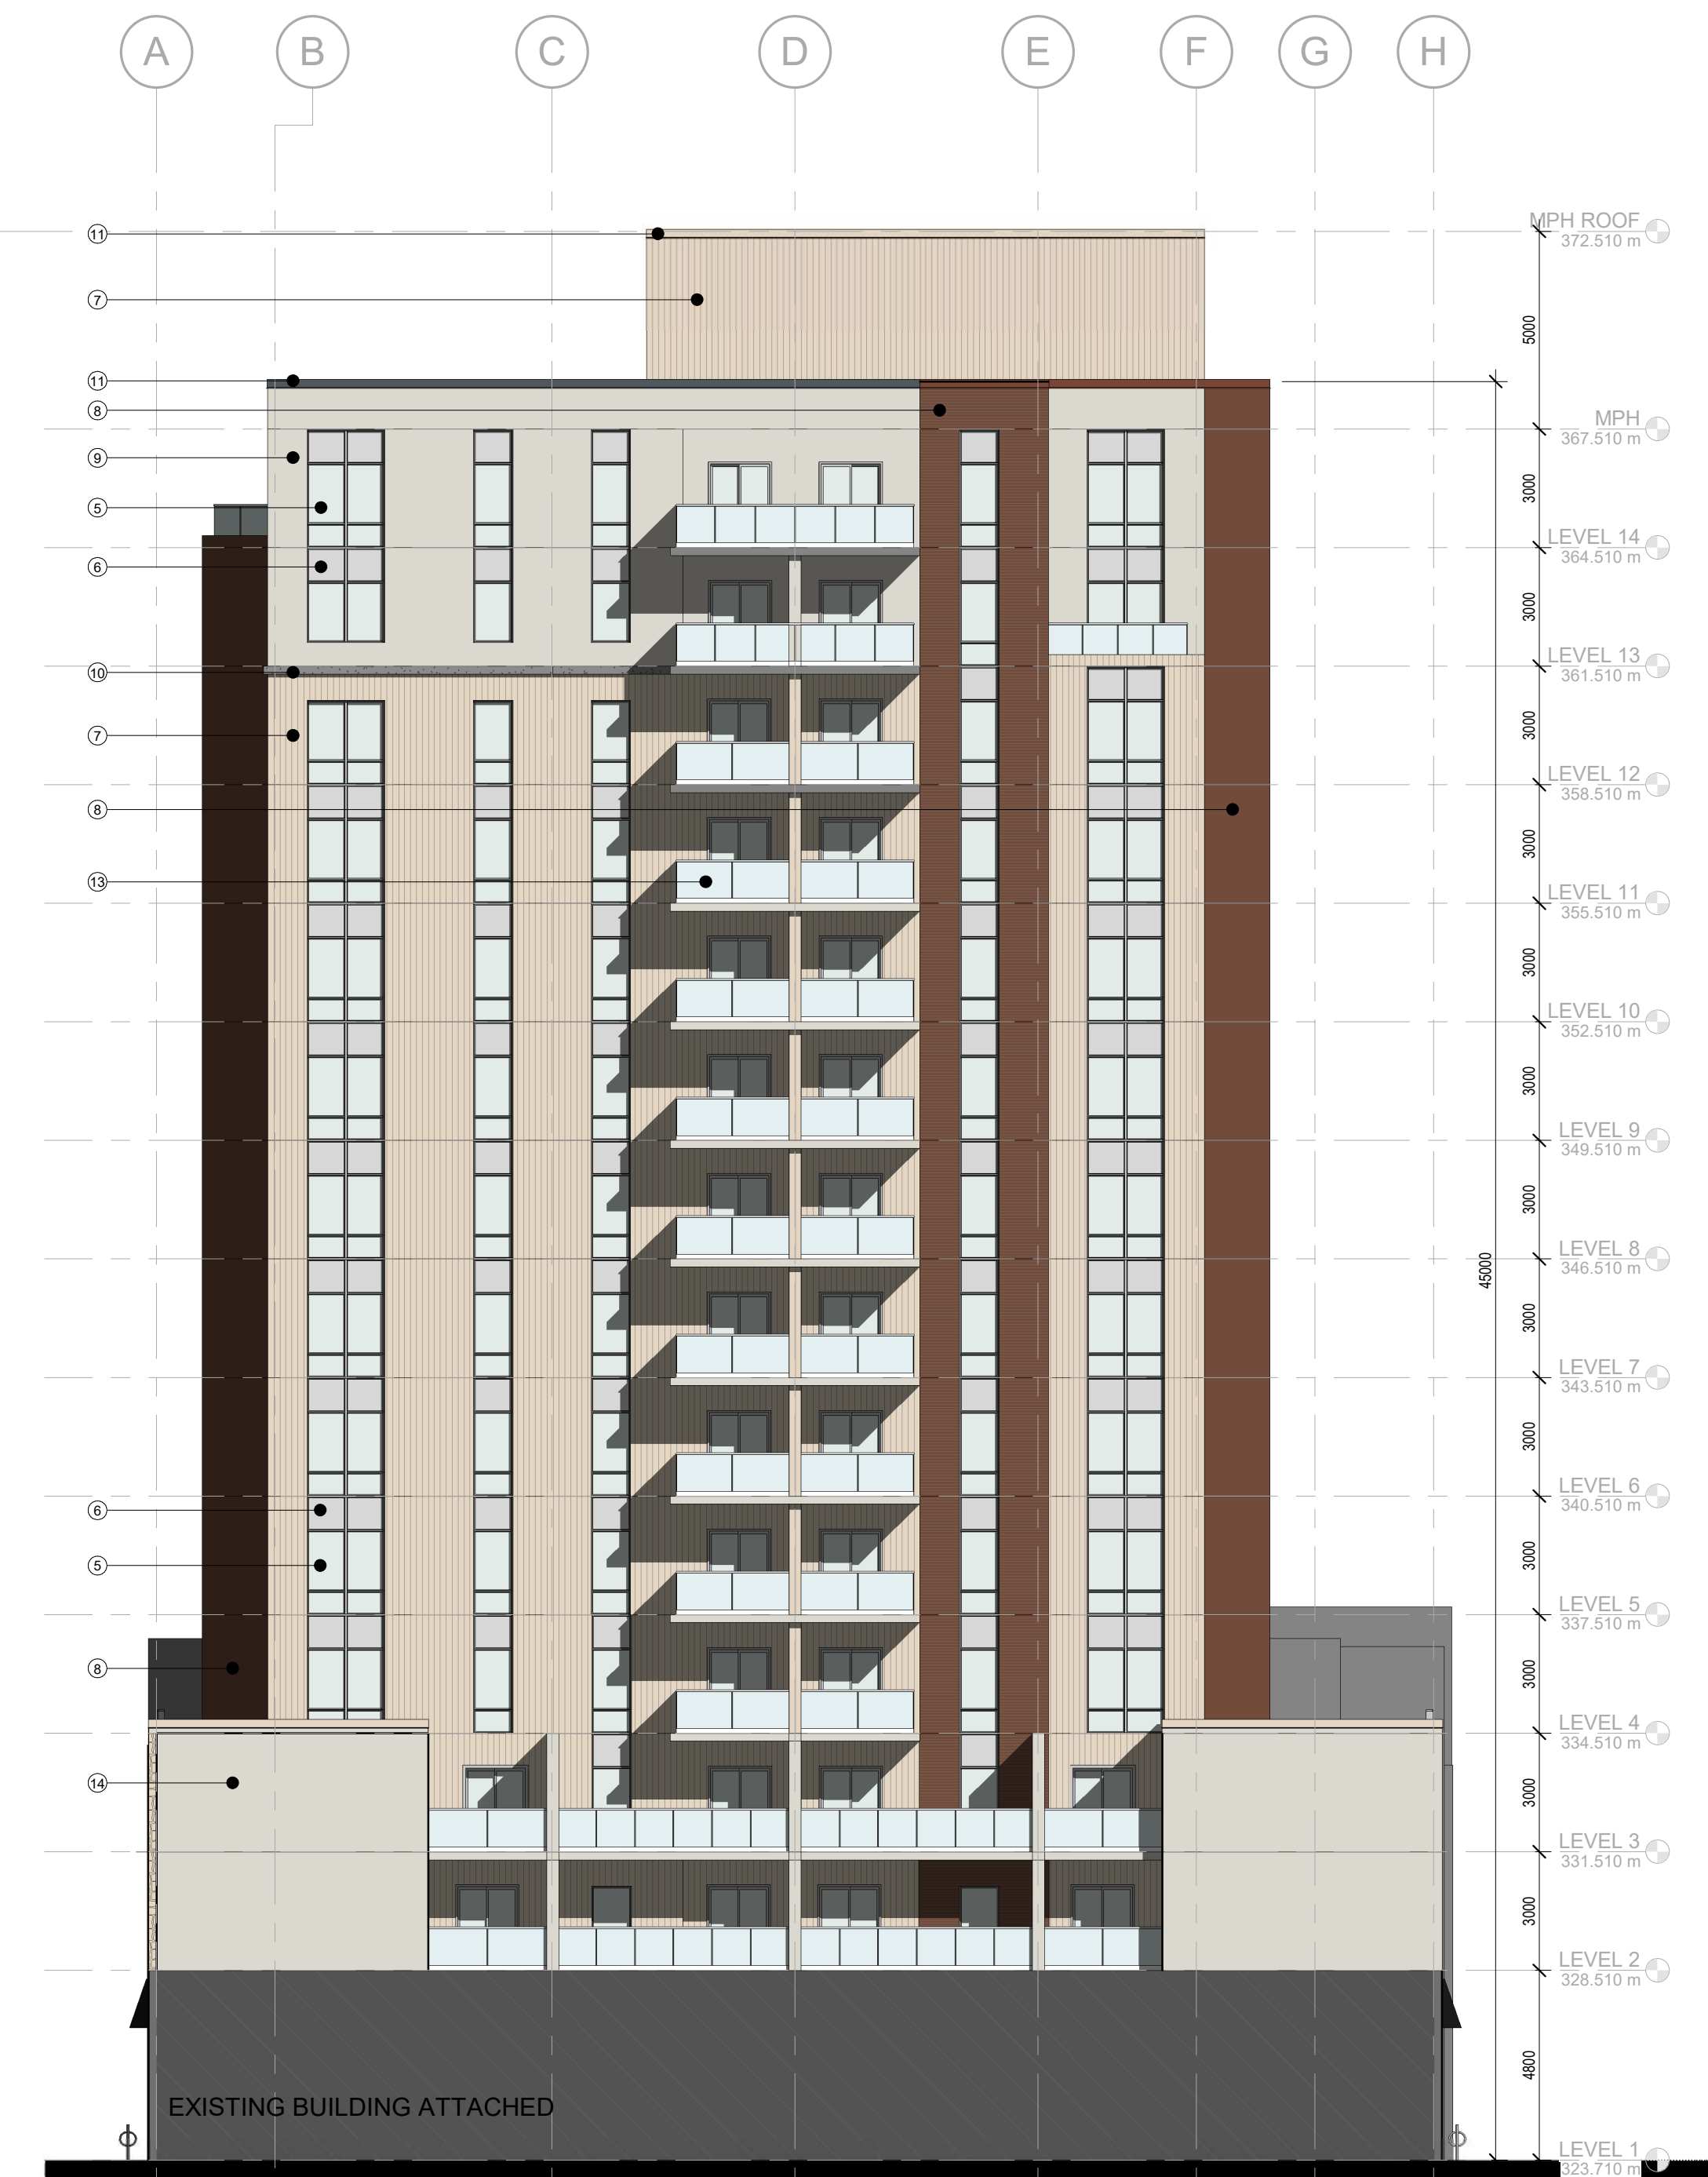 A B C D E F G H
11
MPH ROOF
372.510 m
7
5000
11
8
MPH
367.510 m
9
3000
5
LEVEL 14
364.510 m
6
3000
LEVEL 13
361.510 m
10
3000
7
LEVEL 12
358.510 m
8
3000
13
LEVEL 11
355.510 m
3000
LEVEL 10
352.510 m
3000
LEVEL 9
349.510 m
3000
LEVEL 8
346.510 m
45000
3000
LEVEL 7
343.510 m
3000
LEVEL 6
340.510 m
6
3000
5
LEVEL 5
337.510 m
8
3000
LEVEL 4
334.510 m
14
3000
LEVEL 3
331.510 m
3000
LEVEL 2
328.510 m
4800
EXISTING BUILDING ATTACHED
LEVEL 1
323.710 m